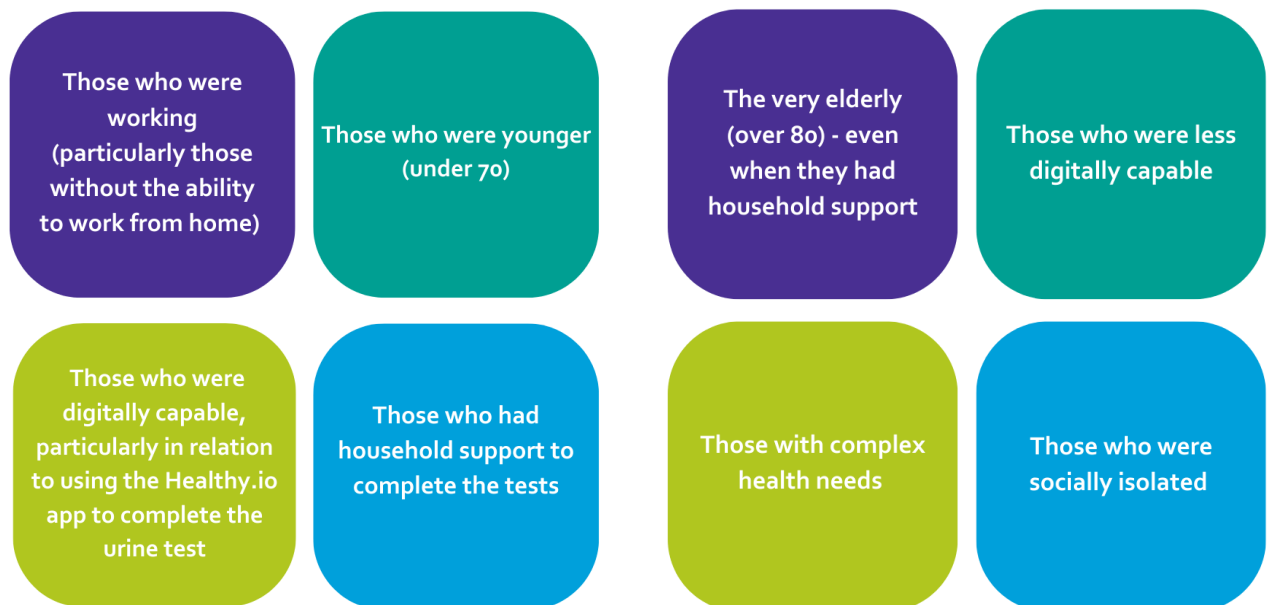 Those who were
working
(particularly those
without the ability
to work from home)
Those who were younger
(under 70)
The very elderly
(over 80) - even
when they had
household support
Those who were less
digitally capable
Those who were
digitally capable,
particularly in relation
to using the Healthy.io
app to complete the
urine test
Those who had
household support to
complete the tests
Those with complex
health needs
Those who were
socially isolated